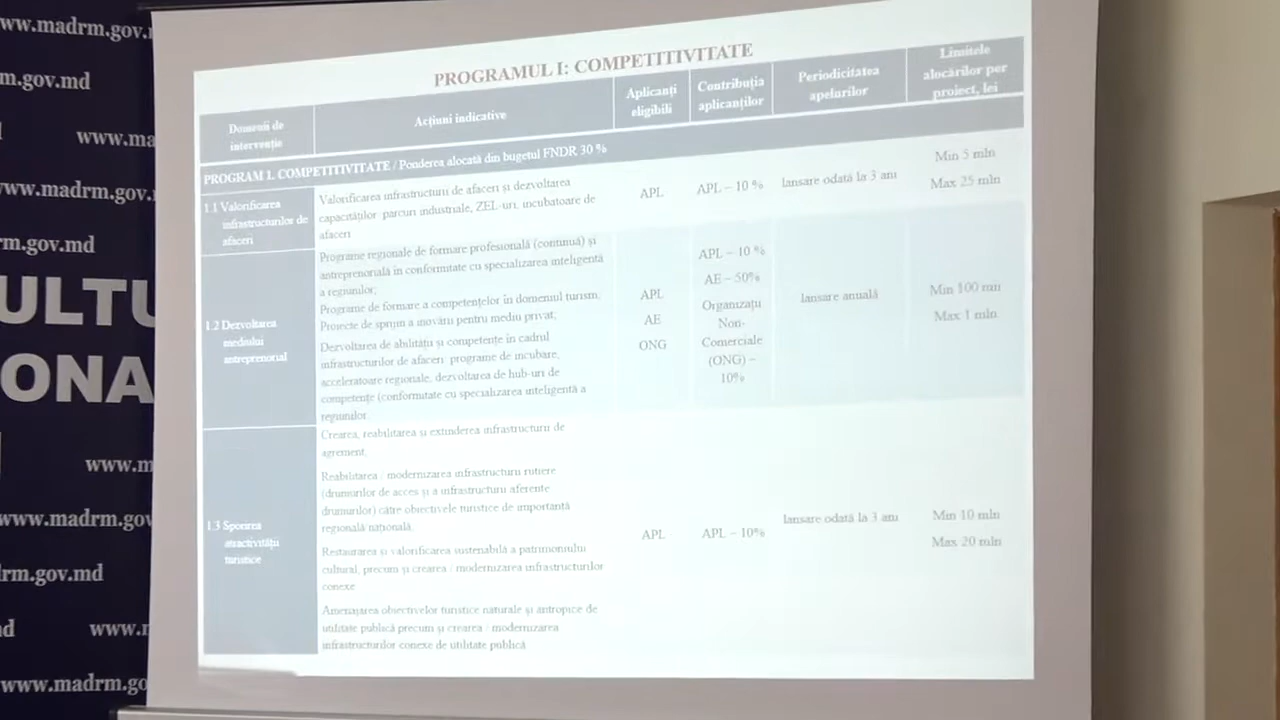 www.madrm.gov.
m.gov.md
www.ma
www.madrm.gov.
rm.gov.md
ULTU
ONA
www.m
www.madrm.gov
drm.gov.md
www.
www.madrm.go
PROGRAMUL I: COMPETITIVITATE
Domenii de
intervenție
Acțiuni indicative
Aplicanți
eligibili
Contribuția
aplicanților
Periodicitatea
apelurilor
Limitele
alocărilor per
proiect, lei
PROGRAM 1. COMPETITIVITATE / Ponderea alocată din bugetul FNDR 30 %
1.1 Valorificarea
infrastructurilor de
afaceri
Valorificarea infrastructurii de afaceri și dezvoltarea
capacităților: parcuri industriale, ZEL-uri, incubatoare de
afaceri
APL
APL – 10 %
lansare odată la 3 ani
Min 5 mln
Max 25 mln
1.2 Dezvoltarea
mediului
antreprenorial
Programe regionale de formare profesională (continuă) și
antreprenorială în conformitate cu specializarea inteligentă
a regiunilor;
Programe de formare a competențelor în domeniul turism;
Proiecte de sprijin a inovării pentru mediu privat;
Dezvoltarea de abilități și competențe în cadrul
infrastructurilor de afaceri: programe de incubare,
acceleratoare regionale, dezvoltarea de hub-uri de
competențe (conformitate cu specializarea inteligentă a
regiunilor
APL
AE
ONG
APL – 10 %
AE – 50%
Organizații
Non-
Comerciale
(ONG) –
10%
lansare anuală
Min 100 mii
Max 1 mln
1.3 Sporirea
atractivității
turistice
Crearea, reabilitarea și extinderea infrastructurii de
agrement;
Reabilitarea / modernizarea infrastructurii rutiere
(drumurilor de acces și a infrastructurii aferente
drumurilor) către obiectivele turistice de importanță
regională/națională.
Restaurarea și valorificarea sustenabilă a patrimoniului
cultural, precum și crearea / modernizarea infrastructurilor
conexe
Amenajarea obiectivelor turistice naturale și antropice de
utilitate publică precum și crearea / modernizarea
infrastructurilor conexe de utilitate publică
APL
APL – 10%
lansare odată la 3 ani
Min 10 mln
Max 20 mln